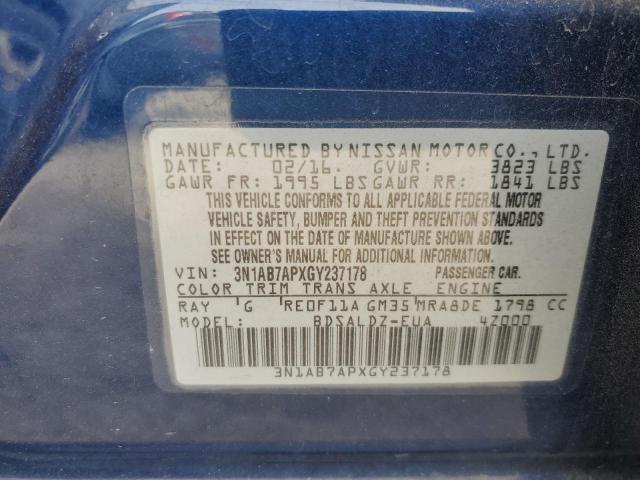 MANUFACTURED BY NISSAN MOTOR CO., LTD.
DATE: 02/16. GVWR: 3823 LBS
GAWR FR: 1995 LBS GAWR RR: 1841 LBS
THIS VEHICLE CONFORMS TO ALL APPLICABLE FEDERAL MOTOR
VEHICLE SAFETY, BUMPER AND THEFT PREVENTION STANDARDS
IN EFFECT ON THE DATE OF MANUFACTURE SHOWN ABOVE.
SEE OWNER'S MANUAL FOR ADDITIONAL INFORMATION.
VIN: 3N1AB7APXGY237178 PASSENGER CAR.
COLOR TRIM TRANS AXLE ENGINE
RAY G RE0F11A GM35 MRA8DE 1798 CC
MODEL: BDSALDZ-EUA 4Z000
3N1AB7APXGY237178